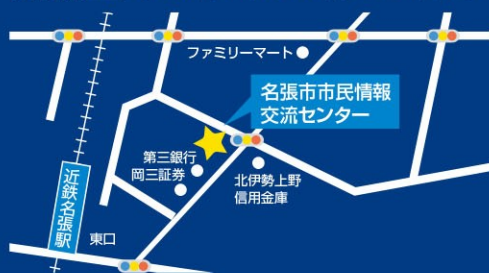 ファミリーマート
名張市市民情報
交流センター
第三銀行
岡三証券
北伊勢上野
信用金庫
近鉄名張駅
東口